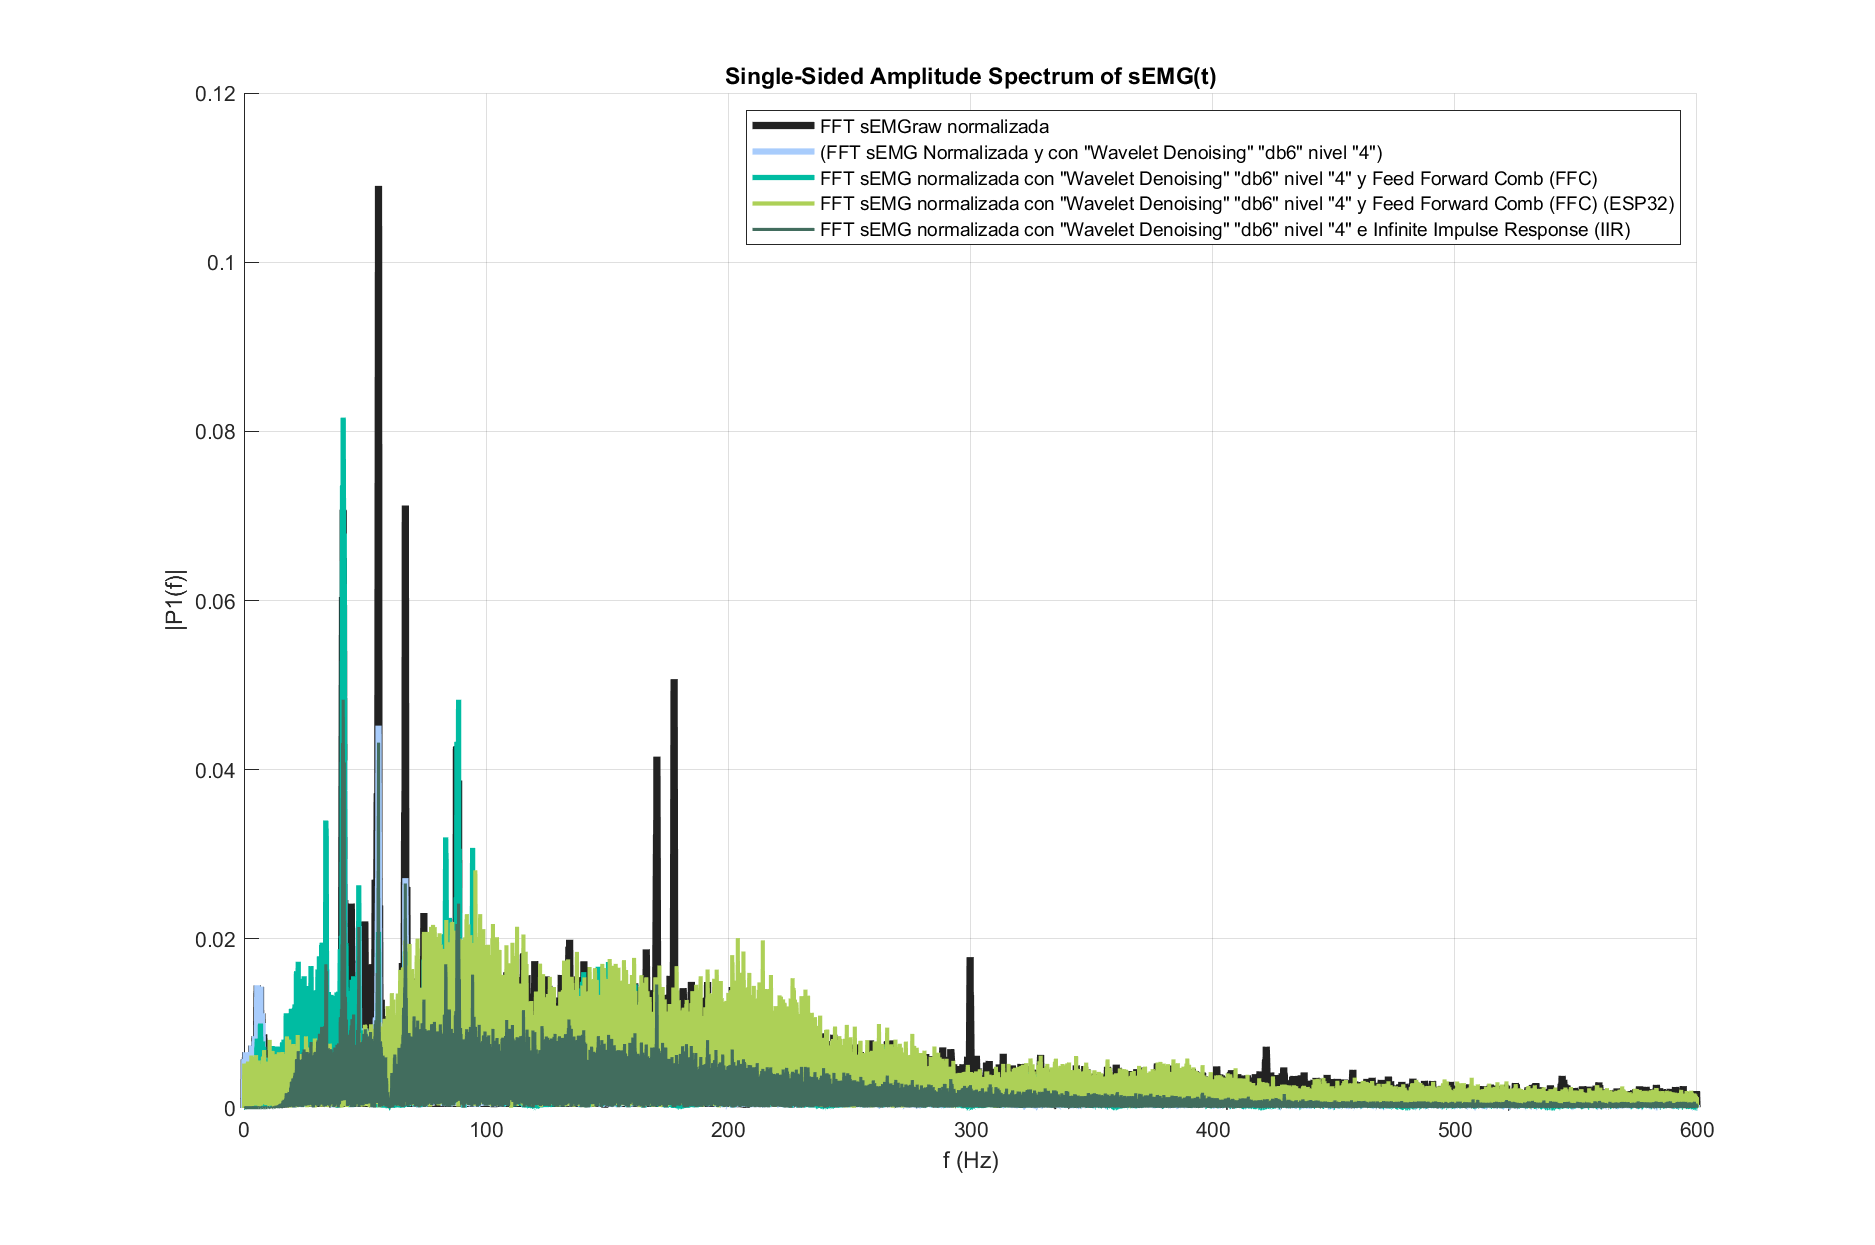 Single-Sided Amplitude Spectrum of sEMG(t)
FFT sEMGraw normalizada
(FFT sEMG Normalizada y con "Wavelet Denoising" "db6" nivel "4")
FFT sEMG normalizada con "Wavelet Denoising" "db6" nivel "4" y Feed Forward Comb (FFC)
FFT sEMG normalizada con "Wavelet Denoising" "db6" nivel "4" y Feed Forward Comb (FFC) (ESP32)
FFT sEMG normalizada con "Wavelet Denoising" "db6" nivel "4" e Infinite Impulse Response (IIR)
|P1(f)|
0.12
0.1
0.08
0.06
0.04
0.02
0
0 100 200 300 400 500 600
f (Hz)